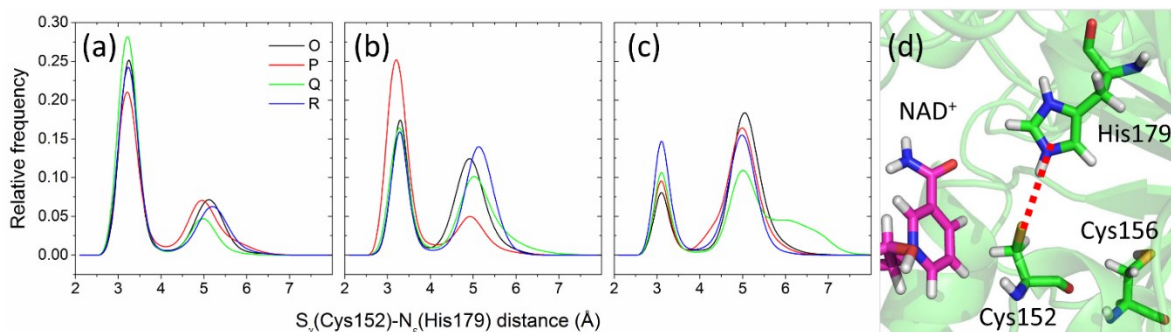 (a) (b) (c) (d)
O
P
Q
R
Relative frequency
0.30
0.25
0.20
0.15
0.10
0.05
0.00
2 3 4 5 6 7 2 3 4 5 6 7 2 3 4 5 6 7
Sγ(Cys152)-Nε(His179) distance (Å)
NAD⁺
His179
Cys156
Cys152